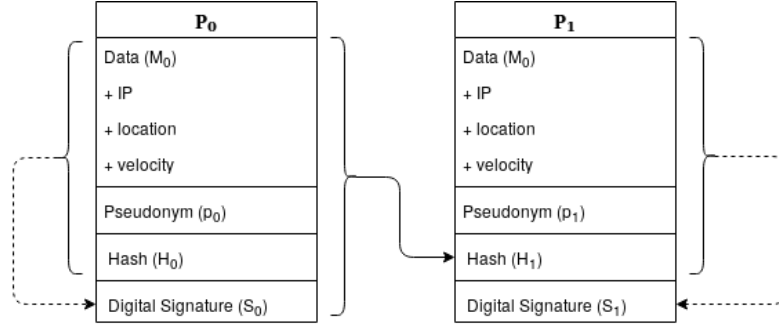 P₀
Data (M₀)
+ IP
+ location
+ velocity
Pseudonym (p₀)
Hash (H₀)
Digital Signature (S₀)
P₁
Data (M₀)
+ IP
+ location
+ velocity
Pseudonym (p₁)
Hash (H₁)
Digital Signature (S₁)